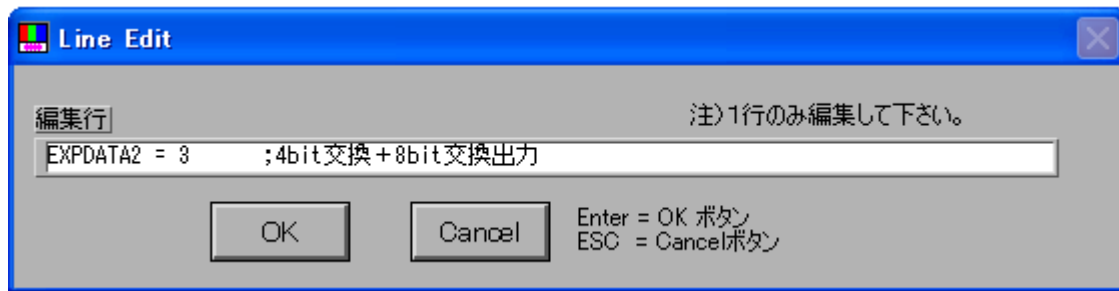 Line Edit
編集行
注)1行のみ編集して下さい。
EXPDATA2 = 3 ;4bit交換+8bit交換出力
OK
Cancel
Enter = OK ボタン
ESC = Cancelボタン